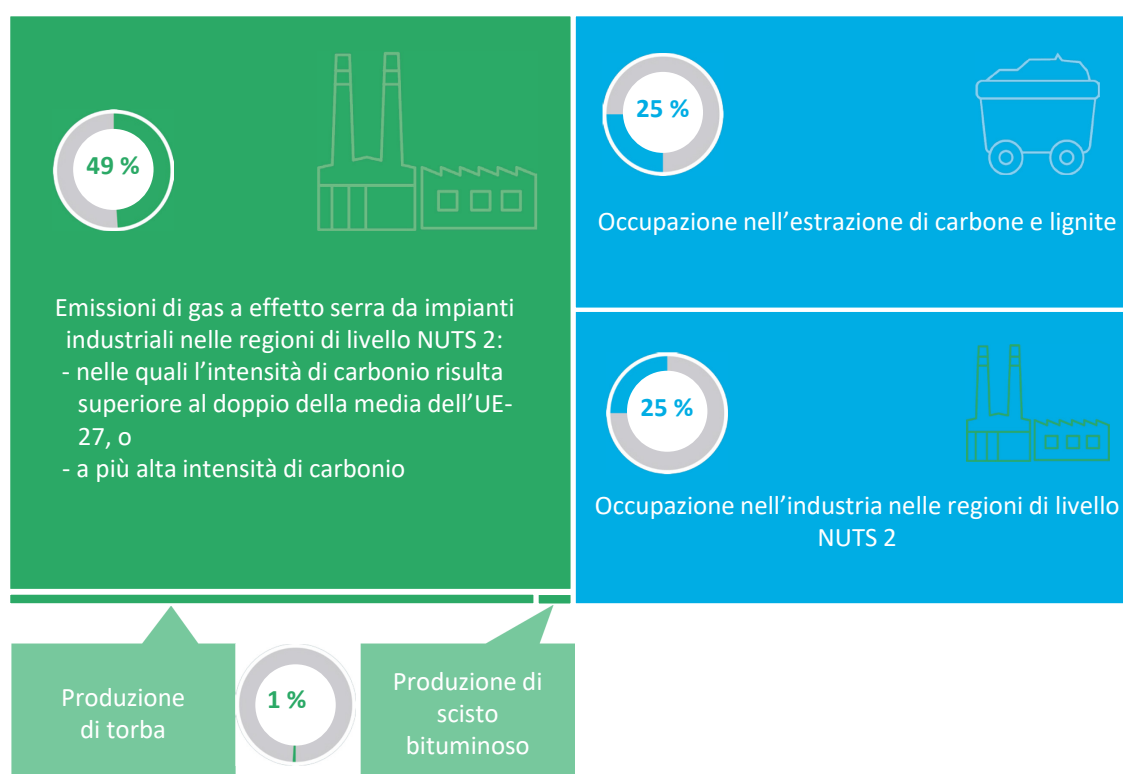 49 %
Emissioni di gas a effetto serra da impianti
industriali nelle regioni di livello NUTS 2:
- nelle quali l’intensità di carbonio risulta
superiore al doppio della media dell’UE-
27, o
- a più alta intensità di carbonio
25 %
Occupazione nell’estrazione di carbone e lignite
25 %
Occupazione nell’industria nelle regioni di livello
NUTS 2
Produzione
di torba
1 %
Produzione di
scisto
bituminoso